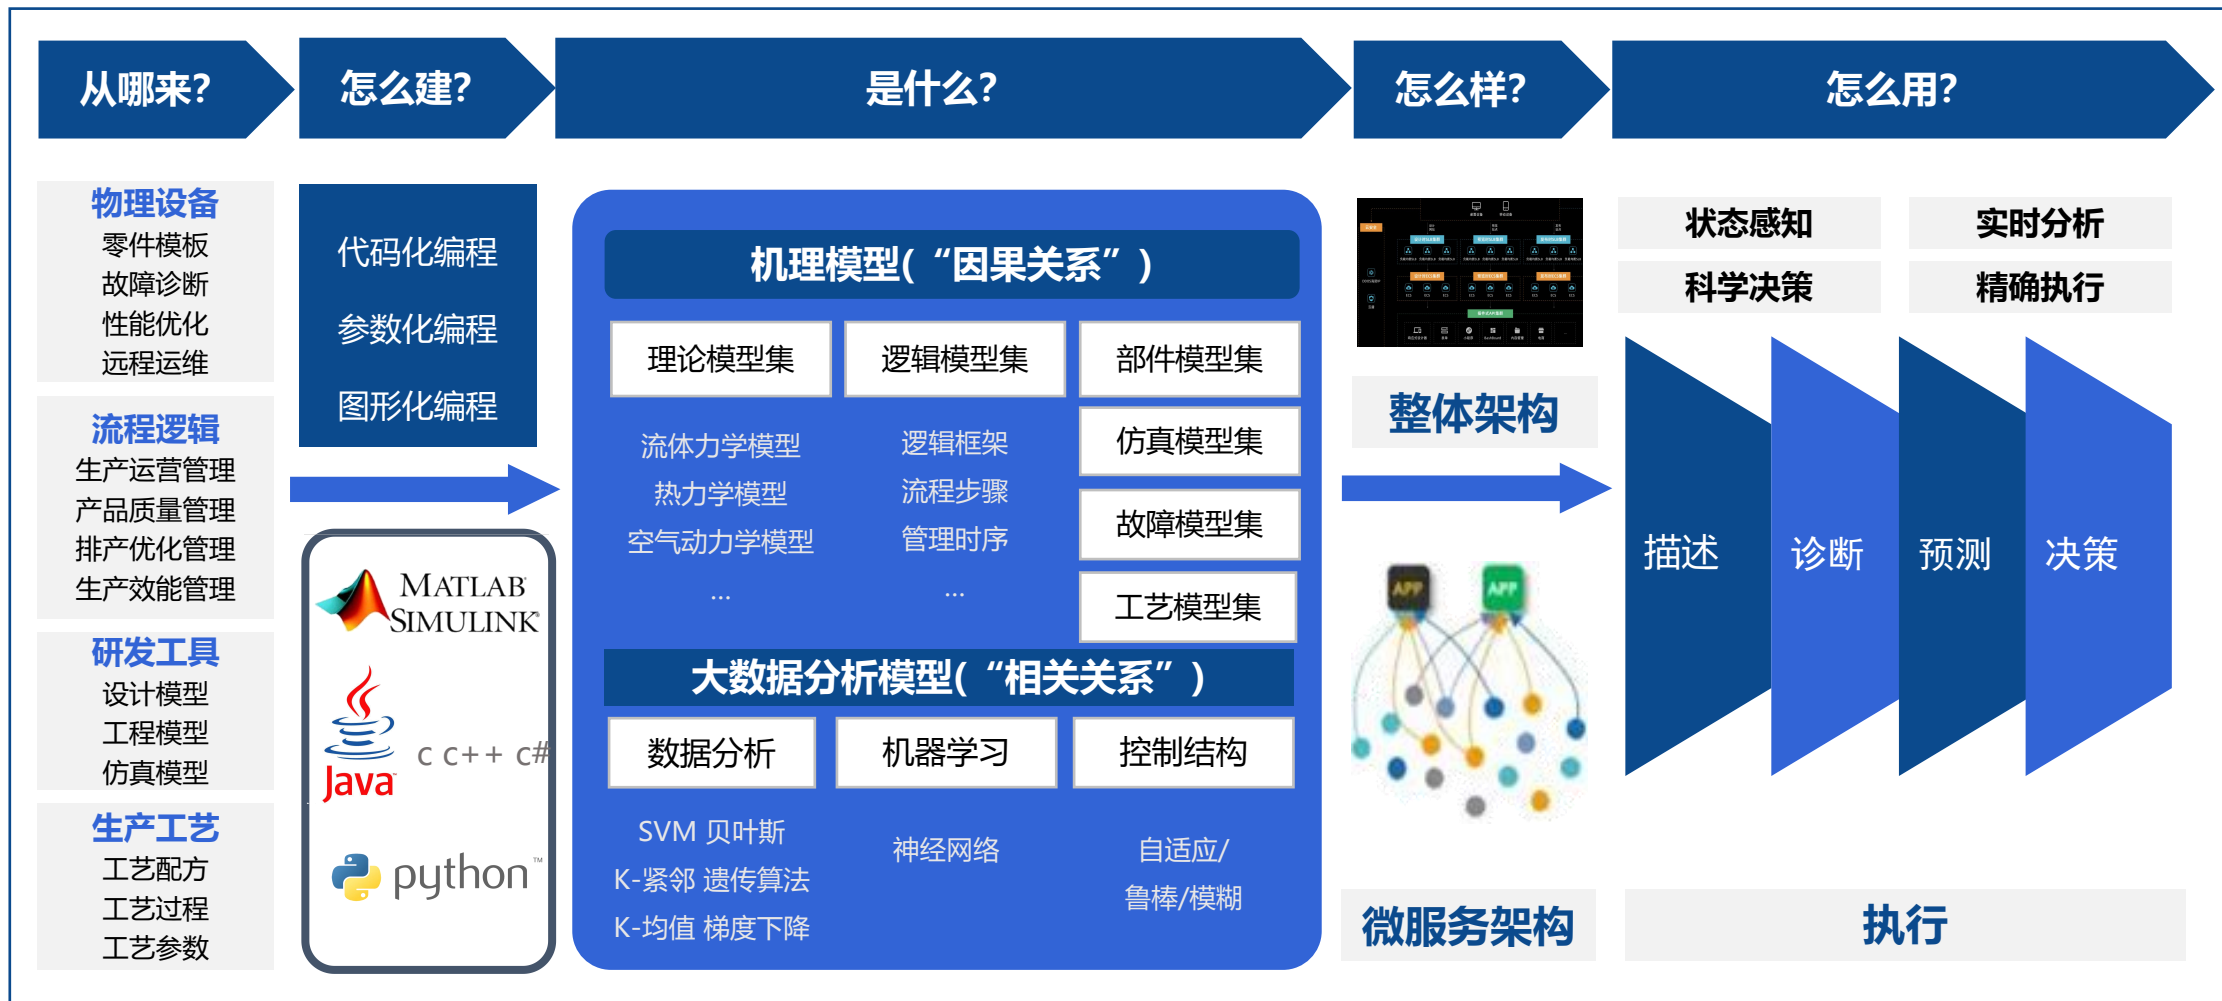 从哪来?
怎么建?
是什么?
怎么样?
怎么用?
物理设备
零件模板
故障诊断
性能优化
远程运维
流程逻辑
生产运营管理
产品质量管理
排产优化管理
生产效能管理
研发工具
设计模型
工程模型
仿真模型
生产工艺
工艺配方
工艺过程
工艺参数
代码化编程
参数化编程
图形化编程
MATLAB
SIMULINK
Java
c c++ c#
python™
机理模型(“因果关系”)
理论模型集
逻辑模型集
部件模型集
仿真模型集
故障模型集
工艺模型集
流体力学模型
热力学模型
空气动力学模型
...
逻辑框架
流程步骤
管理时序
...
大数据分析模型(“相关关系”)
数据分析
机器学习
控制结构
SVM 贝叶斯
K-紧邻 遗传算法
K-均值 梯度下降
神经网络
自适应/
鲁棒/模糊
整体架构
APP
APP
微服务架构
状态感知
实时分析
科学决策
精确执行
描述
诊断
预测
决策
执行